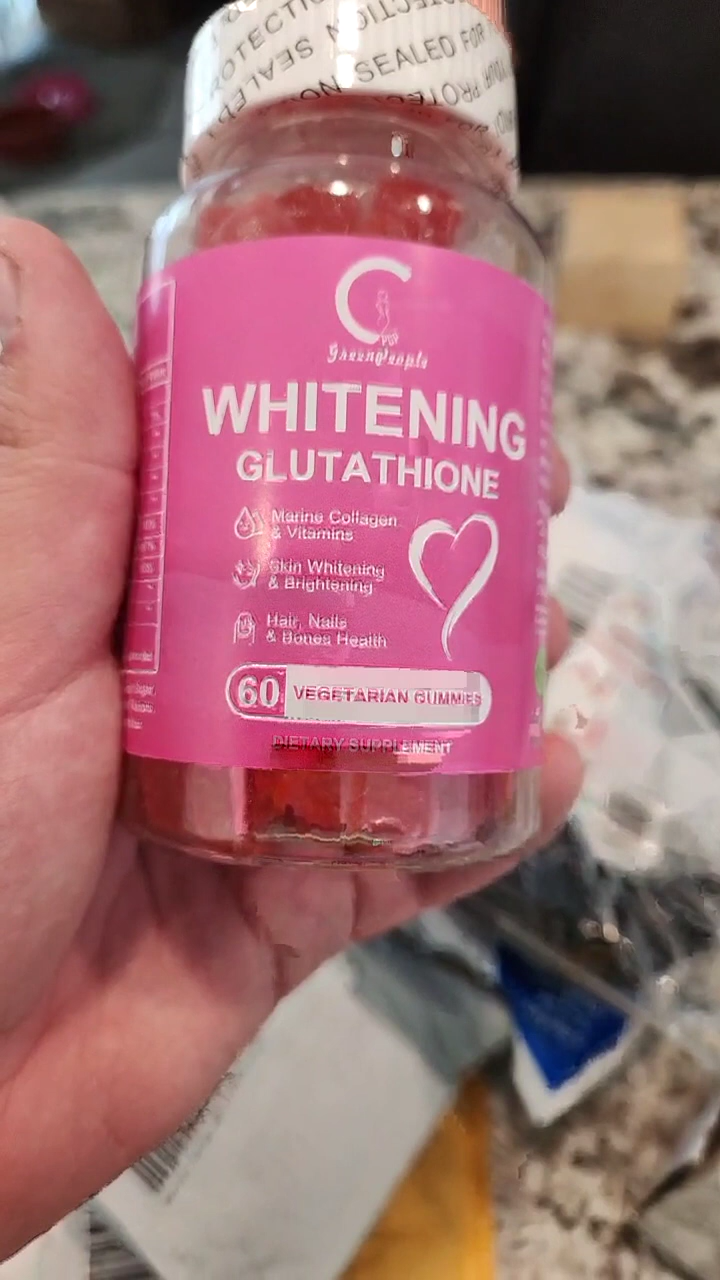 SEALED FOR
PDP
GreenPeople
WHITENING
GLUTATHIONE
Marine Collagen
& Vitamins
Skin Whitening
& Brightening
Hair, Nails
& Bones Health
60 VEGETARIAN GUMMIES
DIETARY SUPPLEMENT